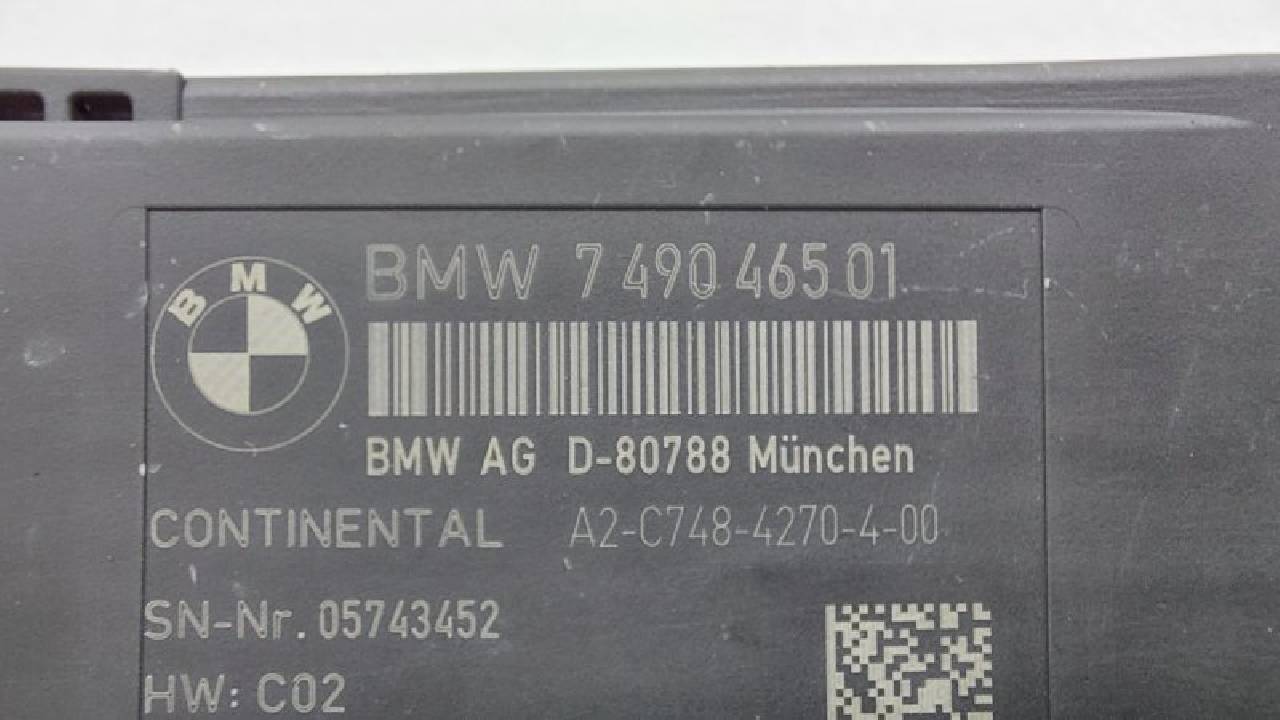 BMW
BMW 7 490 465 01
BMW AG D-80788 München
CONTINENTAL A2-C748-4270-4-00
SN-Nr. 05743452
HW: C02